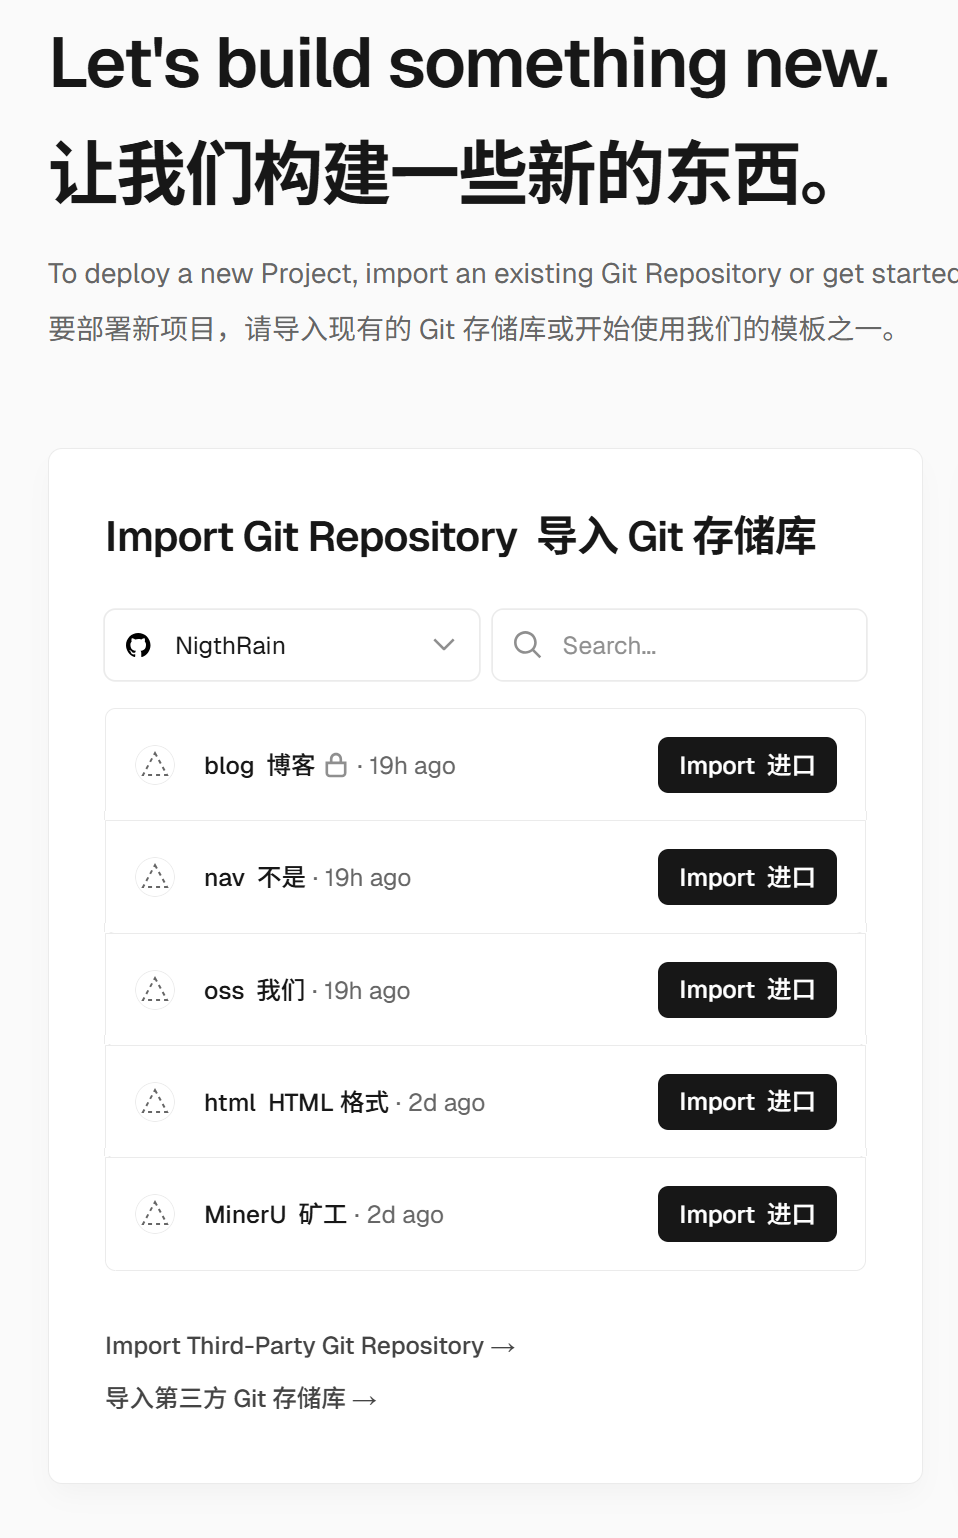 Let's build something new.
让我们构建一些新的东西。
To deploy a new Project, import an existing Git Repository or get started
要部署新项目，请导入现有的 Git 存储库或开始使用我们的模板之一。
Import Git Repository 导入 Git 存储库
NigthRain
Search...
blog 博客 · 19h ago
Import 进口
nav 不是 · 19h ago
Import 进口
oss 我们 · 19h ago
Import 进口
html HTML 格式 · 2d ago
Import 进口
MinerU 矿工 · 2d ago
Import 进口
Import Third-Party Git Repository →
导入第三方 Git 存储库 →